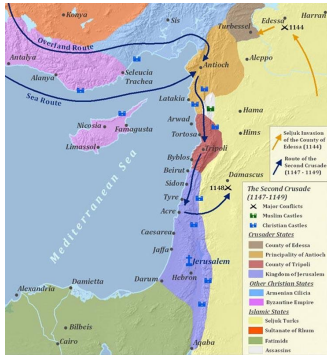 Konya
Sis
Edessa
Harran
1144
Turbessel
Overland Route
Antalya
Alanya
Seleucia
Trachea
Antioch
Aleppo
Sea Route
Latakia
Hama
Nicosia
Famagusta
Arwad
Tortosa
Hims
Limassol
Tripoli
Byblos
Beirut
Damascus
Sidon
1148
Tyre
Acre
Mediterranean Sea
Caesarea
Jaffa
Jerusalem
Hebron
Alexandria
Damietta
Darum
Bilbeis
Cairo
Aqaba
Seljuk Invasion
of the County of
Edessa (1144)
Route of the
Second Crusade
(1147 - 1149)
The Second Crusade
(1147-1149)
Major Conflicts
Muslim Castles
Christian Castles
Crusader States
County of Edessa
Principality of Antioch
County of Tripoli
Kingdom of Jerusalem
Other Christian States
Armenian Cilicia
Byzantine Empire
Islamic States
Seljuk Turks
Sultanate of Rhum
Fatimids
Assassins